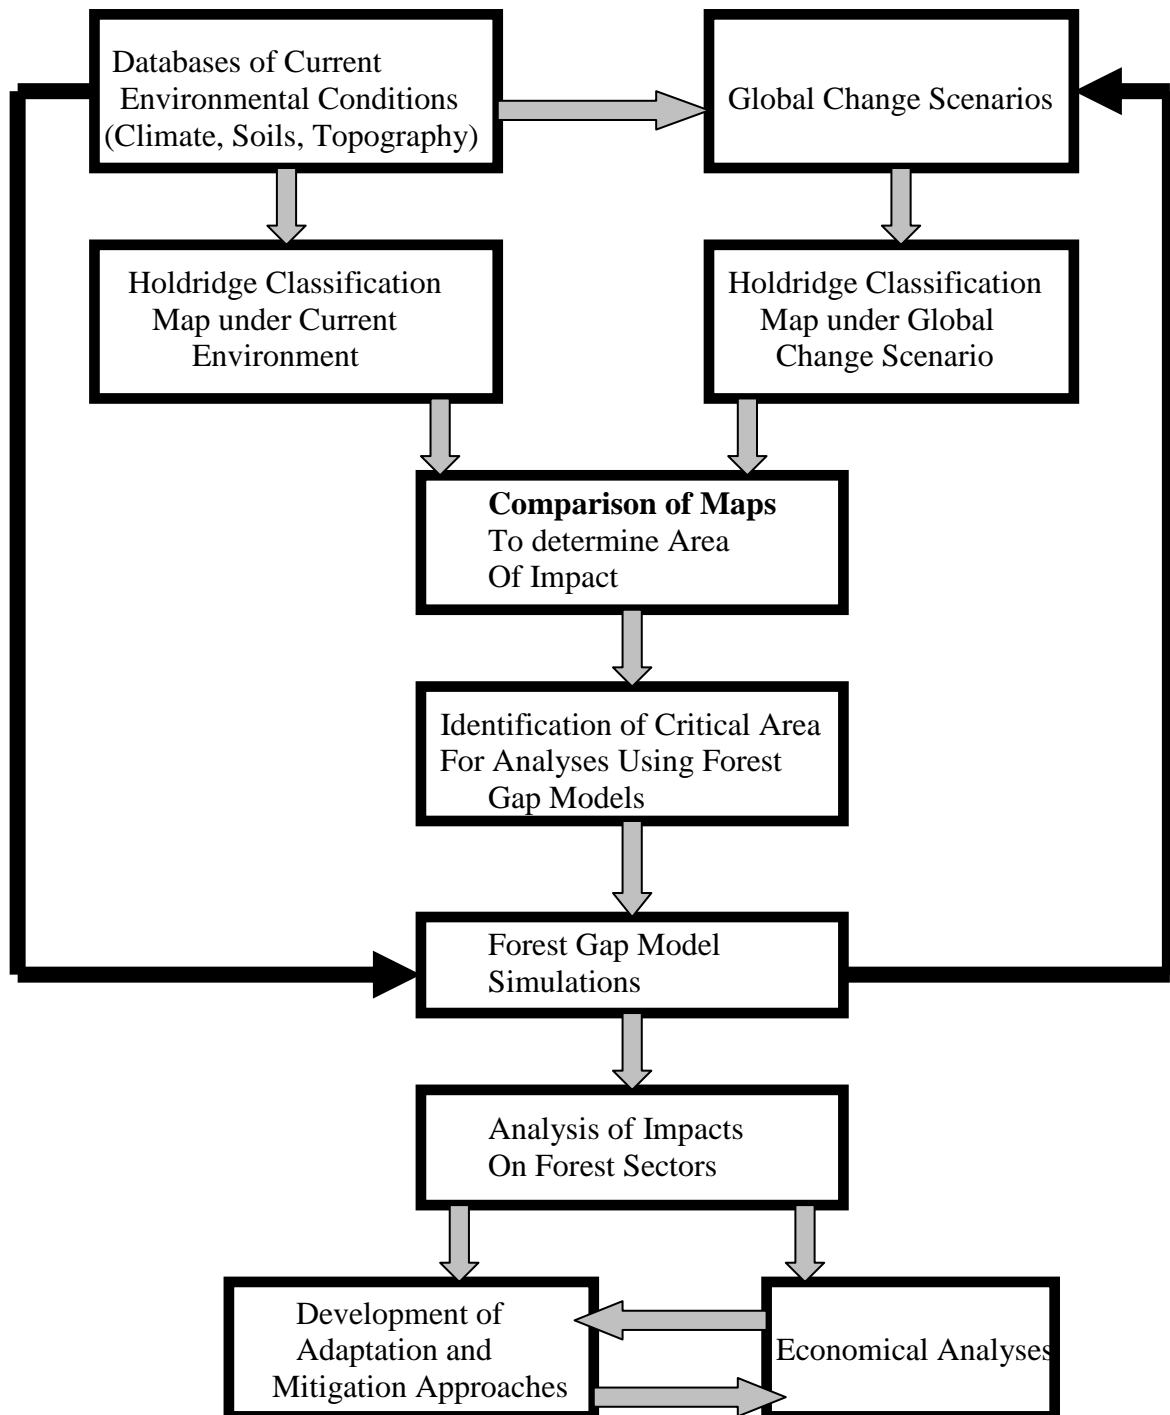 Databases of Current
Environmental Conditions
(Climate, Soils, Topography)
Global Change Scenarios
Holdridge Classification
Map under Current
Environment
Holdridge Classification
Map under Global
Change Scenario
Comparison of Maps
To determine Area
Of Impact
Identification of Critical Area
For Analyses Using Forest
Gap Models
Forest Gap Model
Simulations
Analysis of Impacts
On Forest Sectors
Development of
Adaptation and
Mitigation Approaches
Economical Analyses